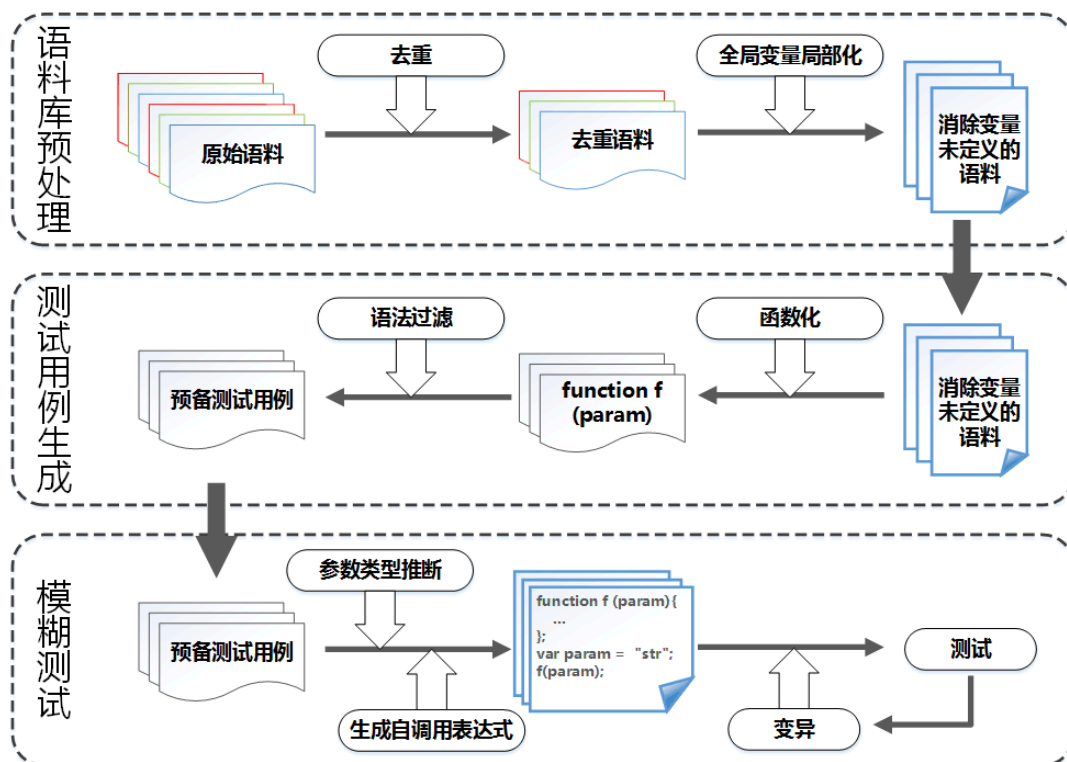 语料库预处理
去重
全局变量局部化
原始语料
去重语料
消除变量
未定义的
语料
测试用例生成
语法过滤
函数化
预备测试用例
function f
(param)
消除变量
未定义的
语料
模糊测试
参数类型推断
预备测试用例
function f (param){
...
};
var param = "str";
f(param);
测试
生成自调用表达式
变异